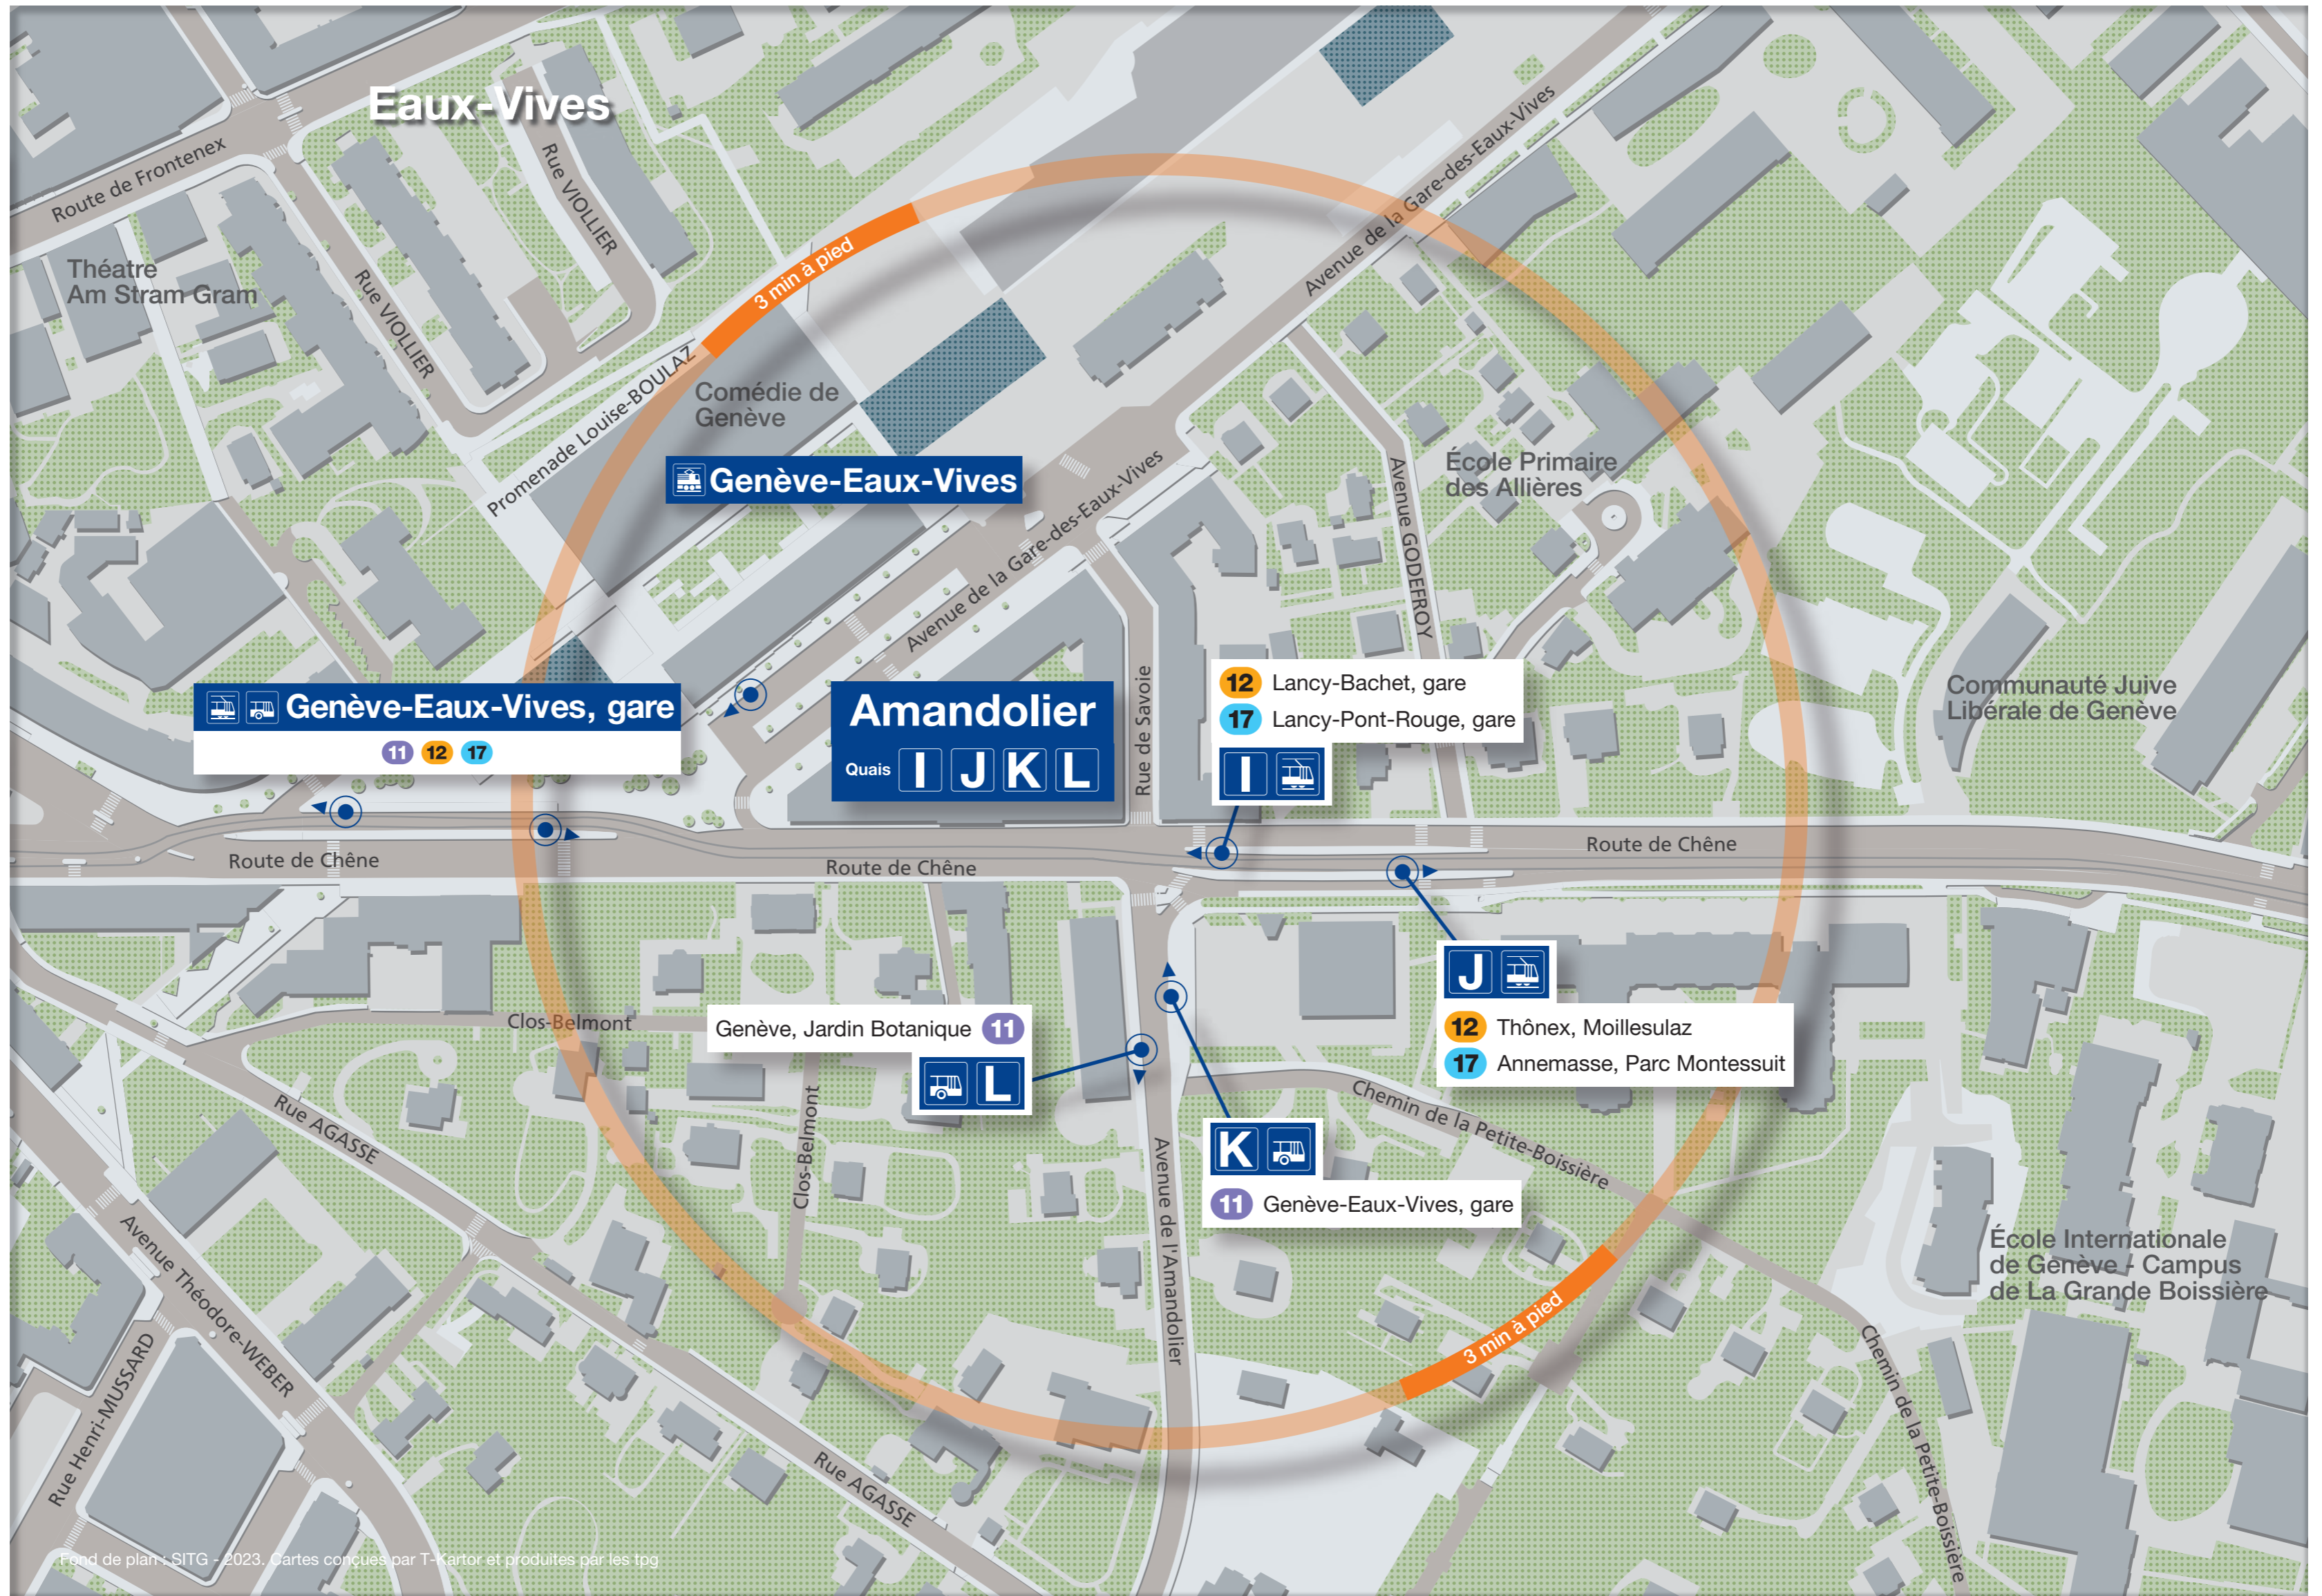 Eaux-Vives
Route de Frontenex
Rue VIOLLIER
Rue VIOLLIER
Théatre
Am Stram Gram
3 min à pied
Promenade Louise-BOULAZ
Comédie de
Genève
Genève-Eaux-Vives
Avenue de la Gare-des-Eaux-Vives
Avenue de la Gare-des-Eaux-Vives
Avenue GODEFROY
École Primaire
des Allières
Communauté Juive
Libérale de Genève
Genève-Eaux-Vives, gare
11 12 17
Amandolier
Quais I J K L
Rue de Savoie
12 Lancy-Bachet, gare
17 Lancy-Pont-Rouge, gare
I
Route de Chêne
Route de Chêne
Route de Chêne
J
12 Thônex, Moillesulaz
17 Annemasse, Parc Montessuit
Clos-Belmont
Genève, Jardin Botanique 11
L
Clos-Belmont
K
11 Genève-Eaux-Vives, gare
Chemin de la Petite-Boissière
Avenue de l'Amandolier
Rue AGASSE
Avenue Théodore-WEBER
Rue Henri-MUSSARD
École Internationale
de Genève - Campus
de La Grande Boissière
3 min à pied
Chemin de la Petite-Boissière
Rue AGASSE
Fond de plan : SITG - 2023. Cartes conçues par T-Kartor et produites par les tpg